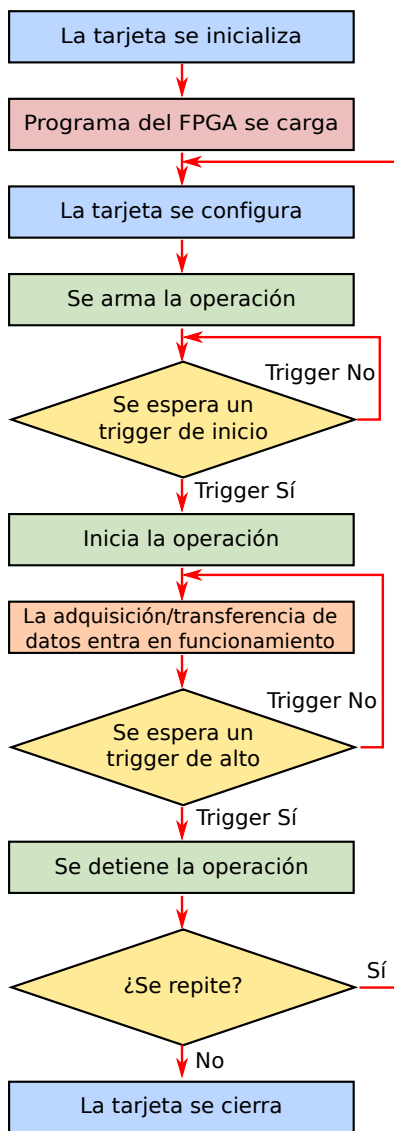 La tarjeta se inicializa
Programa del FPGA se carga
La tarjeta se configura
Se arma la operación
Trigger No
Se espera un
trigger de inicio
Trigger Sí
Inicia la operación
La adquisición/transferencia de
datos entra en funcionamiento
Trigger No
Se espera un
trigger de alto
Trigger Sí
Se detiene la operación
¿Se repite?
Sí
No
La tarjeta se cierra